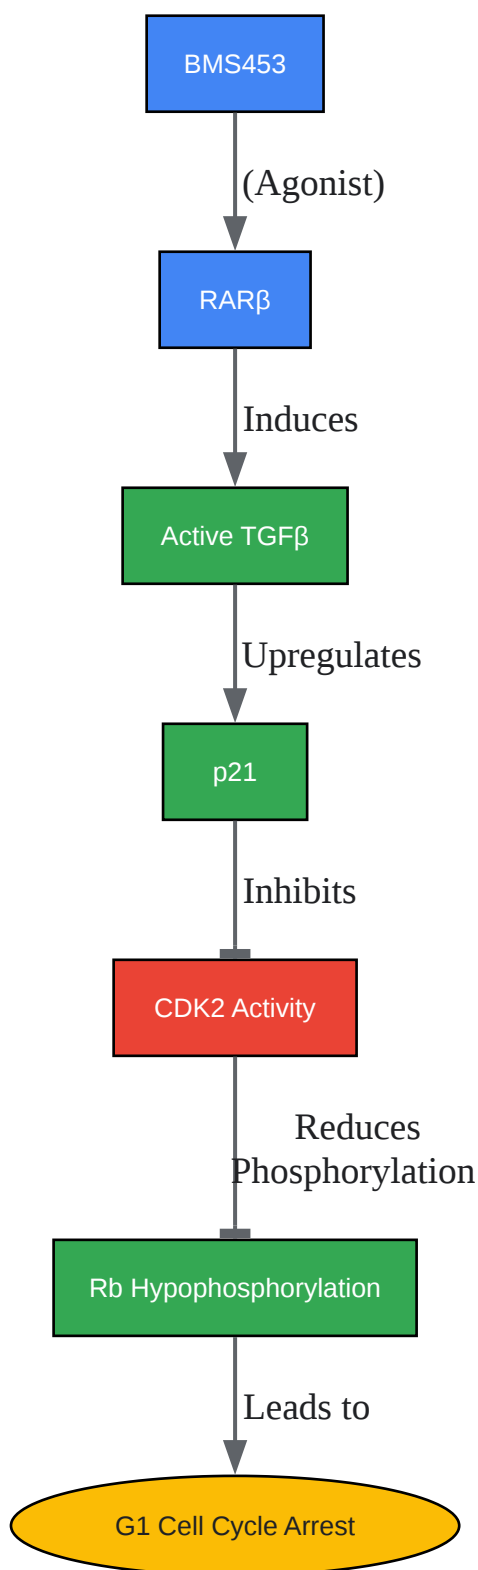 BMS453
(Agonist)
RARβ
Induces
Active TGFβ
Upregulates
p21
Inhibits
CDK2 Activity
Reduces
Phosphorylation
Rb Hypophosphorylation
Leads to
G1 Cell Cycle Arrest